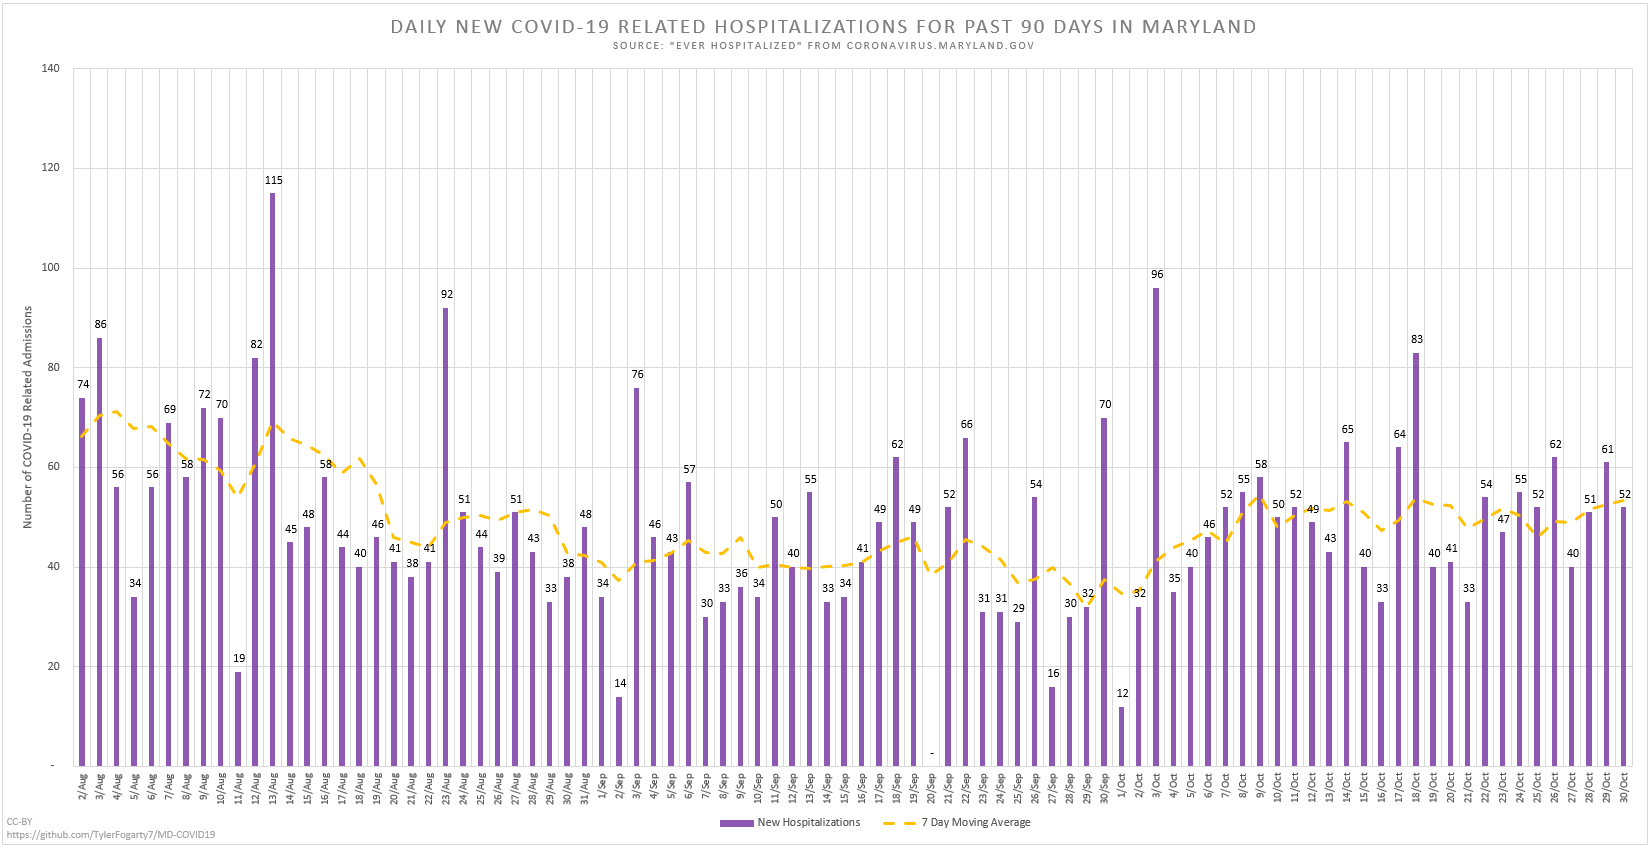 DAILY NEW COVID-19 RELATED HOSPITALIZATIONS FOR PAST 90 DAYS IN MARYLAND
SOURCE: "EVER HOSPITALIZED" FROM CORONAVIRUS.MARYLAND.GOV
Number of COVID-19 Related Admissions
140
120
100
80
60
40
20
-
74 86 56 34 56 69 58 72 70 19 82 115 45 48 58 44 40 46 41 38 41 92 51 44 39 51 43 33 38 48 34 14 76 46 43 57 30 33 36 34 50 40 55 33 34 41 49 62 49 - 52 66 31 31 29 54 16 30 32 70 12 32 96 35 40 46 52 55 58 50 52 49 43 65 40 33 64 83 40 41 33 54 47 55 52 62 40 51 61 52
2/Aug 3/Aug 4/Aug 5/Aug 6/Aug 7/Aug 8/Aug 9/Aug 10/Aug 11/Aug 12/Aug 13/Aug 14/Aug 15/Aug 16/Aug 17/Aug 18/Aug 19/Aug 20/Aug 21/Aug 22/Aug 23/Aug 24/Aug 25/Aug 26/Aug 27/Aug 28/Aug 29/Aug 30/Aug 31/Aug 1/Sep 2/Sep 3/Sep 4/Sep 5/Sep 6/Sep 7/Sep 8/Sep 9/Sep 10/Sep 11/Sep 12/Sep 13/Sep 14/Sep 15/Sep 16/Sep 17/Sep 18/Sep 19/Sep 20/Sep 21/Sep 22/Sep 23/Sep 24/Sep 25/Sep 26/Sep 27/Sep 28/Sep 29/Sep 30/Sep 1/Oct 2/Oct 3/Oct 4/Oct 5/Oct 6/Oct 7/Oct 8/Oct 9/Oct 10/Oct 11/Oct 12/Oct 13/Oct 14/Oct 15/Oct 16/Oct 17/Oct 18/Oct 19/Oct 20/Oct 21/Oct 22/Oct 23/Oct 24/Oct 25/Oct 26/Oct 27/Oct 28/Oct 29/Oct 30/Oct
New Hospitalizations 7 Day Moving Average
CC-BY
https://github.com/TylerFogarty7/MD-COVID19